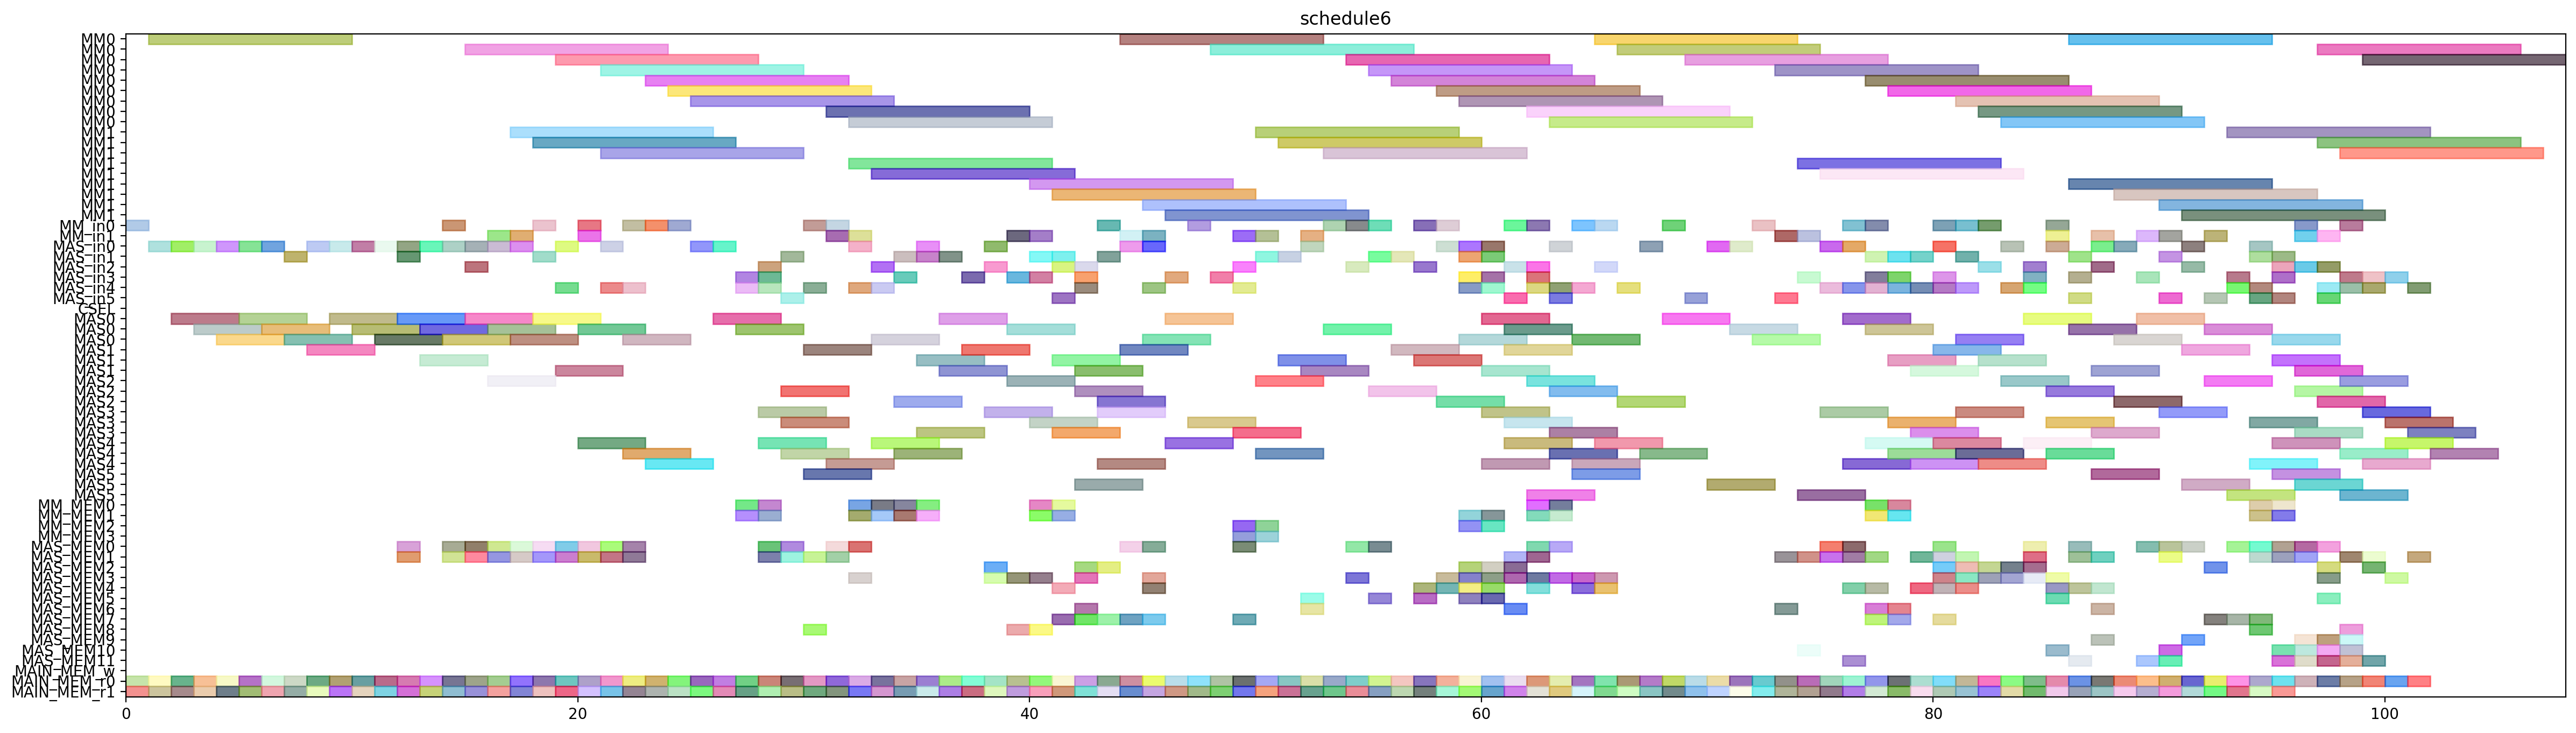 schedule6
MM0
MM0
MM0
MM0
MM0
MM0
MM0
MM0
MM0
MM1
MM1
MM1
MM1
MM1
MM1
MM1
MM1
MM1
MM_in0
MM_in1
MAS_in0
MAS_in1
MAS_in2
MAS_in3
MAS_in4
MAS_in5
CSEL
MAS0
MAS0
MAS0
MAS1
MAS1
MAS1
MAS2
MAS2
MAS2
MAS3
MAS3
MAS3
MAS4
MAS4
MAS4
MAS5
MAS5
MAS5
MM_MEM0
MM_MEM1
MM_MEM2
MM_MEM3
MAS_MEM0
MAS_MEM1
MAS_MEM2
MAS_MEM3
MAS_MEM4
MAS_MEM5
MAS_MEM6
MAS_MEM7
MAS_MEM8
MAS_MEM9
MAS_MEM10
MAS_MEM11
MAIN_MEM_w
MAIN_MEM_r0
MAIN_MEM_r1
0 20 40 60 80 100